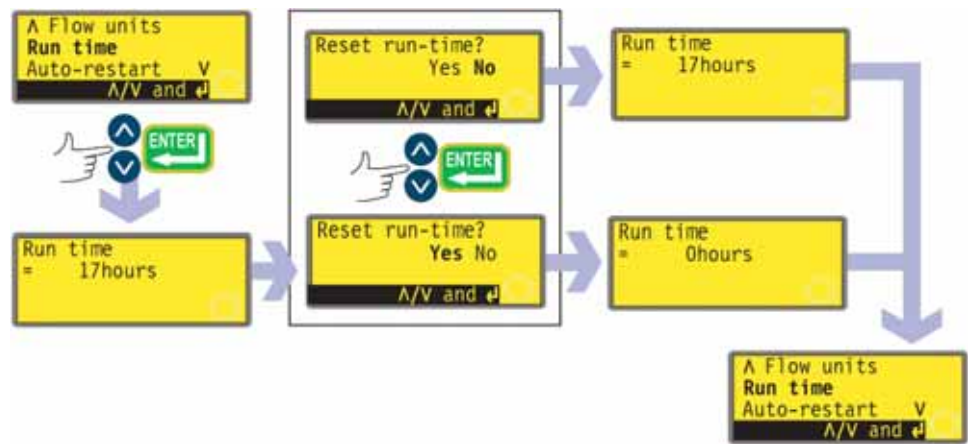 Λ Flow units
Run time
Auto-restart V
Λ/V and ↵
ENTER
Run time
= 17hours
Reset run-time?
Yes No
Λ/V and ↵
ENTER
Reset run-time?
Yes No
Λ/V and ↵
Run time
= 17hours
Run time
= 0hours
Λ Flow units
Run time
Auto-restart V
Λ/V and ↵